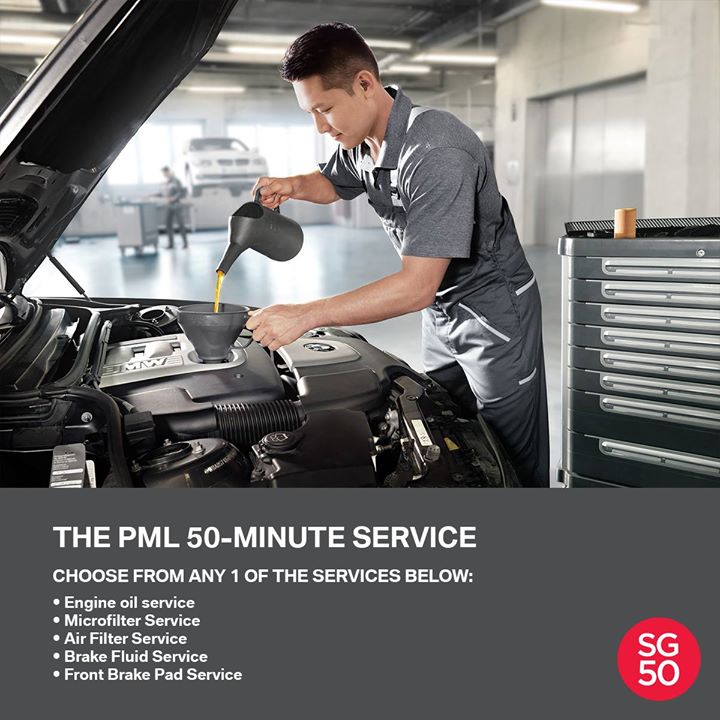 BMW
THE PML 50-MINUTE SERVICE
CHOOSE FROM ANY 1 OF THE SERVICES BELOW:
• Engine oil service
• Microfilter Service
• Air Filter Service
• Brake Fluid Service
• Front Brake Pad Service
SG
50